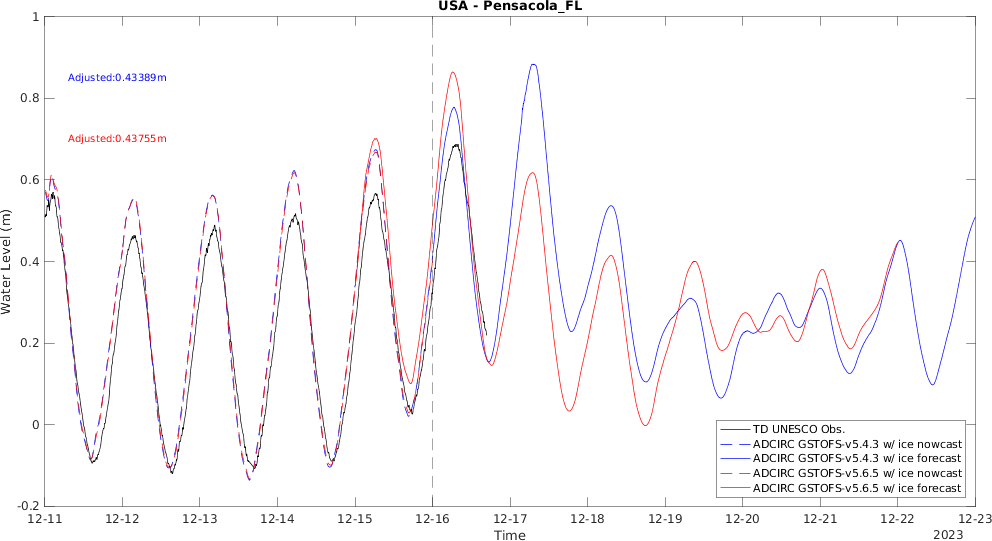 USA - Pensacola_FL
1
0.8
0.6
0.4
0.2
0
-0.2
Water Level (m)
Adjusted:0.43389m
Adjusted:0.43755m
TD UNESCO Obs.
ADCIRC GSTOFS-v5.4.3 w/ ice nowcast
ADCIRC GSTOFS-v5.4.3 w/ ice forecast
ADCIRC GSTOFS-v5.6.5 w/ ice nowcast
ADCIRC GSTOFS-v5.6.5 w/ ice forecast
12-11 12-12 12-13 12-14 12-15 12-16 12-17 12-18 12-19 12-20 12-21 12-22 12-23
Time
2023